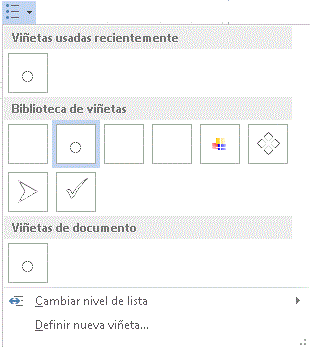 Viñetas usadas recientemente
Biblioteca de viñetas
Viñetas de documento
Cambiar nivel de lista
Definir nueva viñeta...